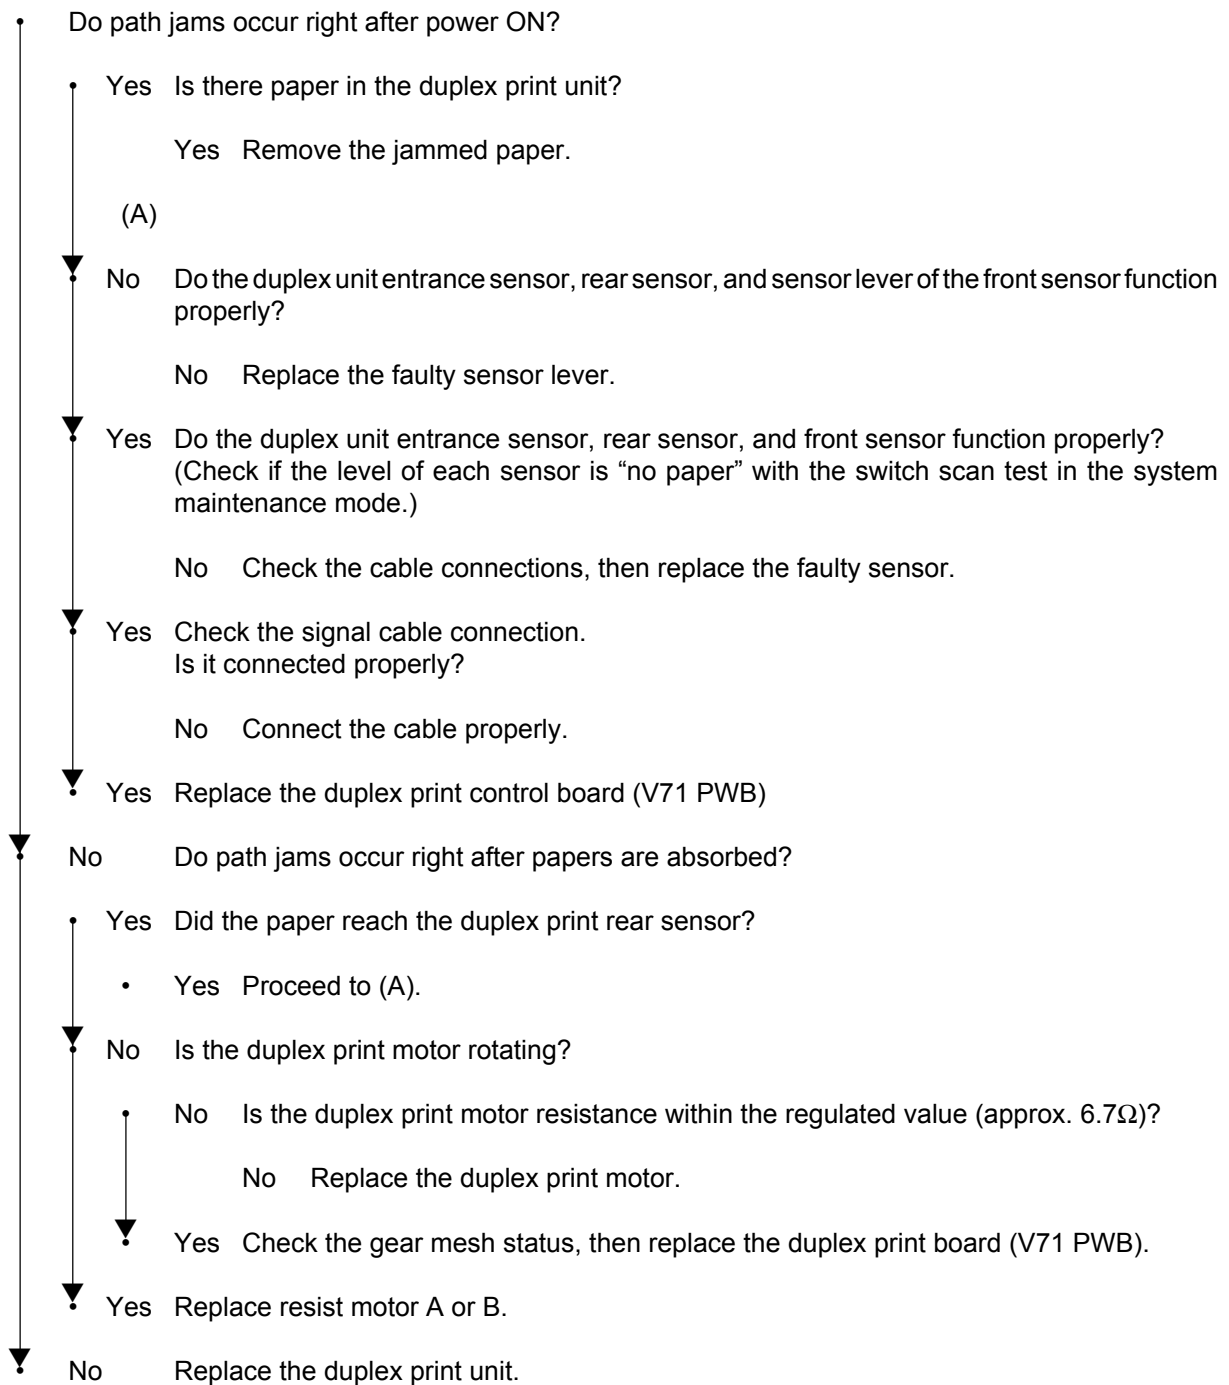 Do path jams occur right after power ON?
Yes Is there paper in the duplex print unit?
Yes Remove the jammed paper.
(A)
No Do the duplex unit entrance sensor, rear sensor, and sensor lever of the front sensor function
properly?
No Replace the faulty sensor lever.
Yes Do the duplex unit entrance sensor, rear sensor, and front sensor function properly?
(Check if the level of each sensor is “no paper” with the switch scan test in the system
maintenance mode.)
No Check the cable connections, then replace the faulty sensor.
Yes Check the signal cable connection.
Is it connected properly?
No Connect the cable properly.
Yes Replace the duplex print control board (V71 PWB)
No Do path jams occur right after papers are absorbed?
Yes Did the paper reach the duplex print rear sensor?
• Yes Proceed to (A).
No Is the duplex print motor rotating?
No Is the duplex print motor resistance within the regulated value (approx. 6.7Ω)?
No Replace the duplex print motor.
Yes Check the gear mesh status, then replace the duplex print board (V71 PWB).
Yes Replace resist motor A or B.
No Replace the duplex print unit.